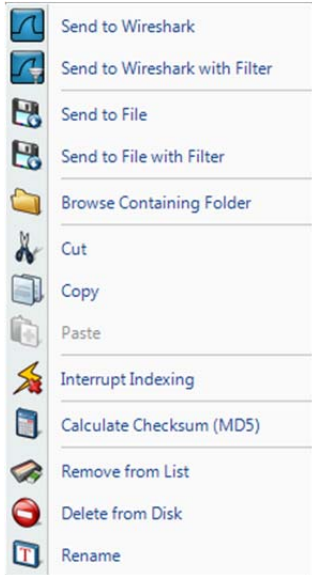 Send to Wireshark
Send to Wireshark with Filter
Send to File
Send to File with Filter
Browse Containing Folder
Cut
Copy
Paste
Interrupt Indexing
Calculate Checksum (MD5)
Remove from List
Delete from Disk
T Rename